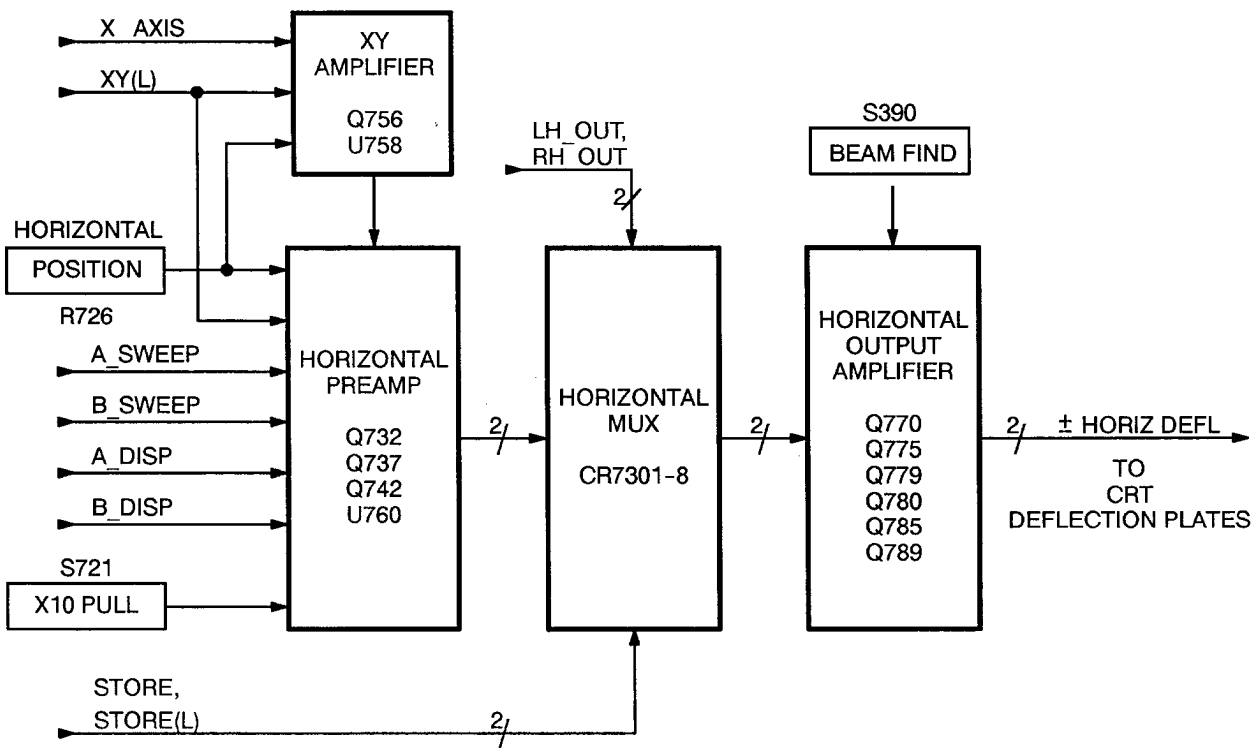 X AXIS
XY(L)
XY
AMPLIFIER
Q756
U758
HORIZONTAL
POSITION
R726
A_SWEEP
B_SWEEP
A_DISP
B_DISP
S721
X10 PULL
STORE,
STORE(L)
2
HORIZONTAL
PREAMP
Q732
Q737
Q742
U760
2
LH_OUT,
RH_OUT
2
HORIZONTAL
MUX
CR7301-8
2
S390
BEAM FIND
HORIZONTAL
OUTPUT
AMPLIFIER
Q770
Q775
Q779
Q780
Q785
Q789
2
± HORIZ DEFL
TO
CRT
DEFLECTION PLATES